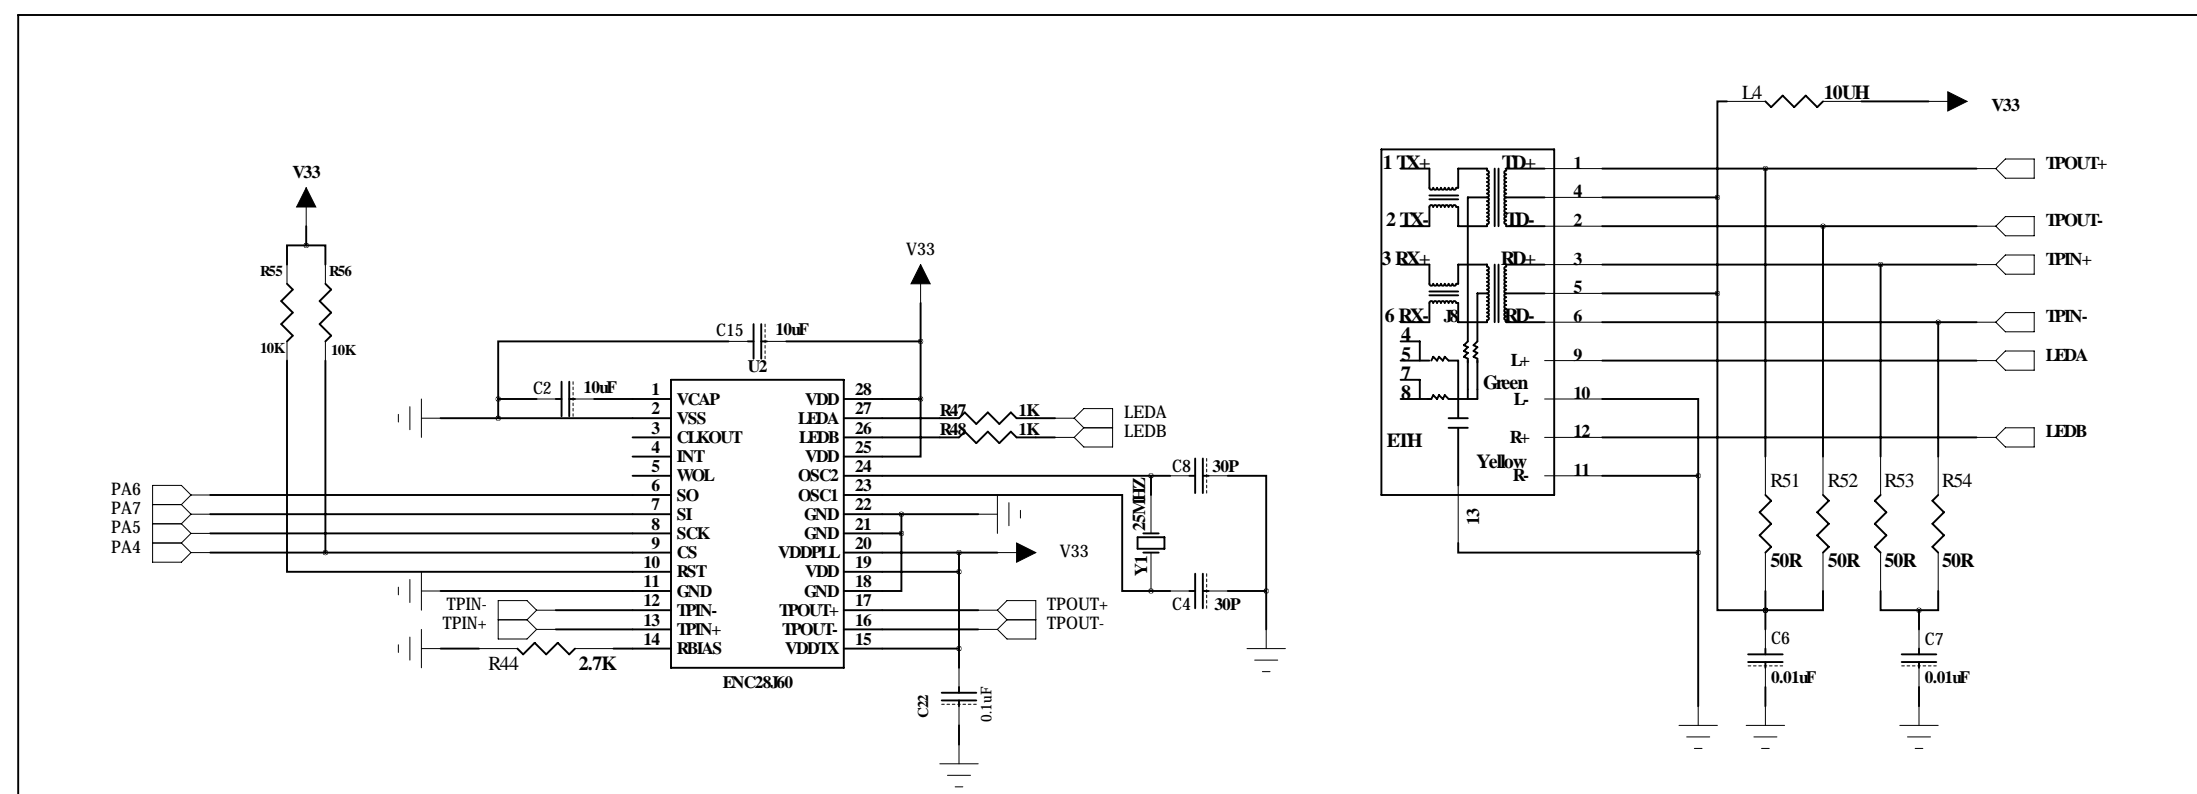 V33
R55
R56
10K
10K
C15
10uF
V33
U2
C2
10uF
1
2
3
4
5
6
7
8
9
10
11
12
13
14
VCAP
VSS
CLKOUT
INT
WOL
SO
SI
SCK
CS
RST
GND
TPIN-
TPIN+
RBIAS
VDD
LEDA
LEDB
VDD
OSC2
OSC1
GND
GND
VDDPLL
VDD
GND
TPOUT+
TPOUT-
VDDTX
28
27
26
25
24
23
22
21
20
19
18
17
16
15
ENC28J60
PA6
PA7
PA5
PA4
TPIN-
TPIN+
R44
2.7K
R47
1K
LEDA
R48
1K
LEDB
C8
30P
25MHZ
Y1
C4
30P
V33
TPOUT+
TPOUT-
C22
0.1uF
L4
10UH
V33
1 TX+
TD+
1
TPOUT+
4
2 TX-
TD-
2
TPOUT-
3 RX+
RD+
3
TPIN+
5
6 RX-
J8
RD-
6
TPIN-
4
5
7
8
L+
9
LEDA
Green
L-
10
ETH
R+
12
LEDB
Yellow
R-
11
13
R51
R52
R53
R54
50R
50R
50R
50R
C6
0.01uF
C7
0.01uF